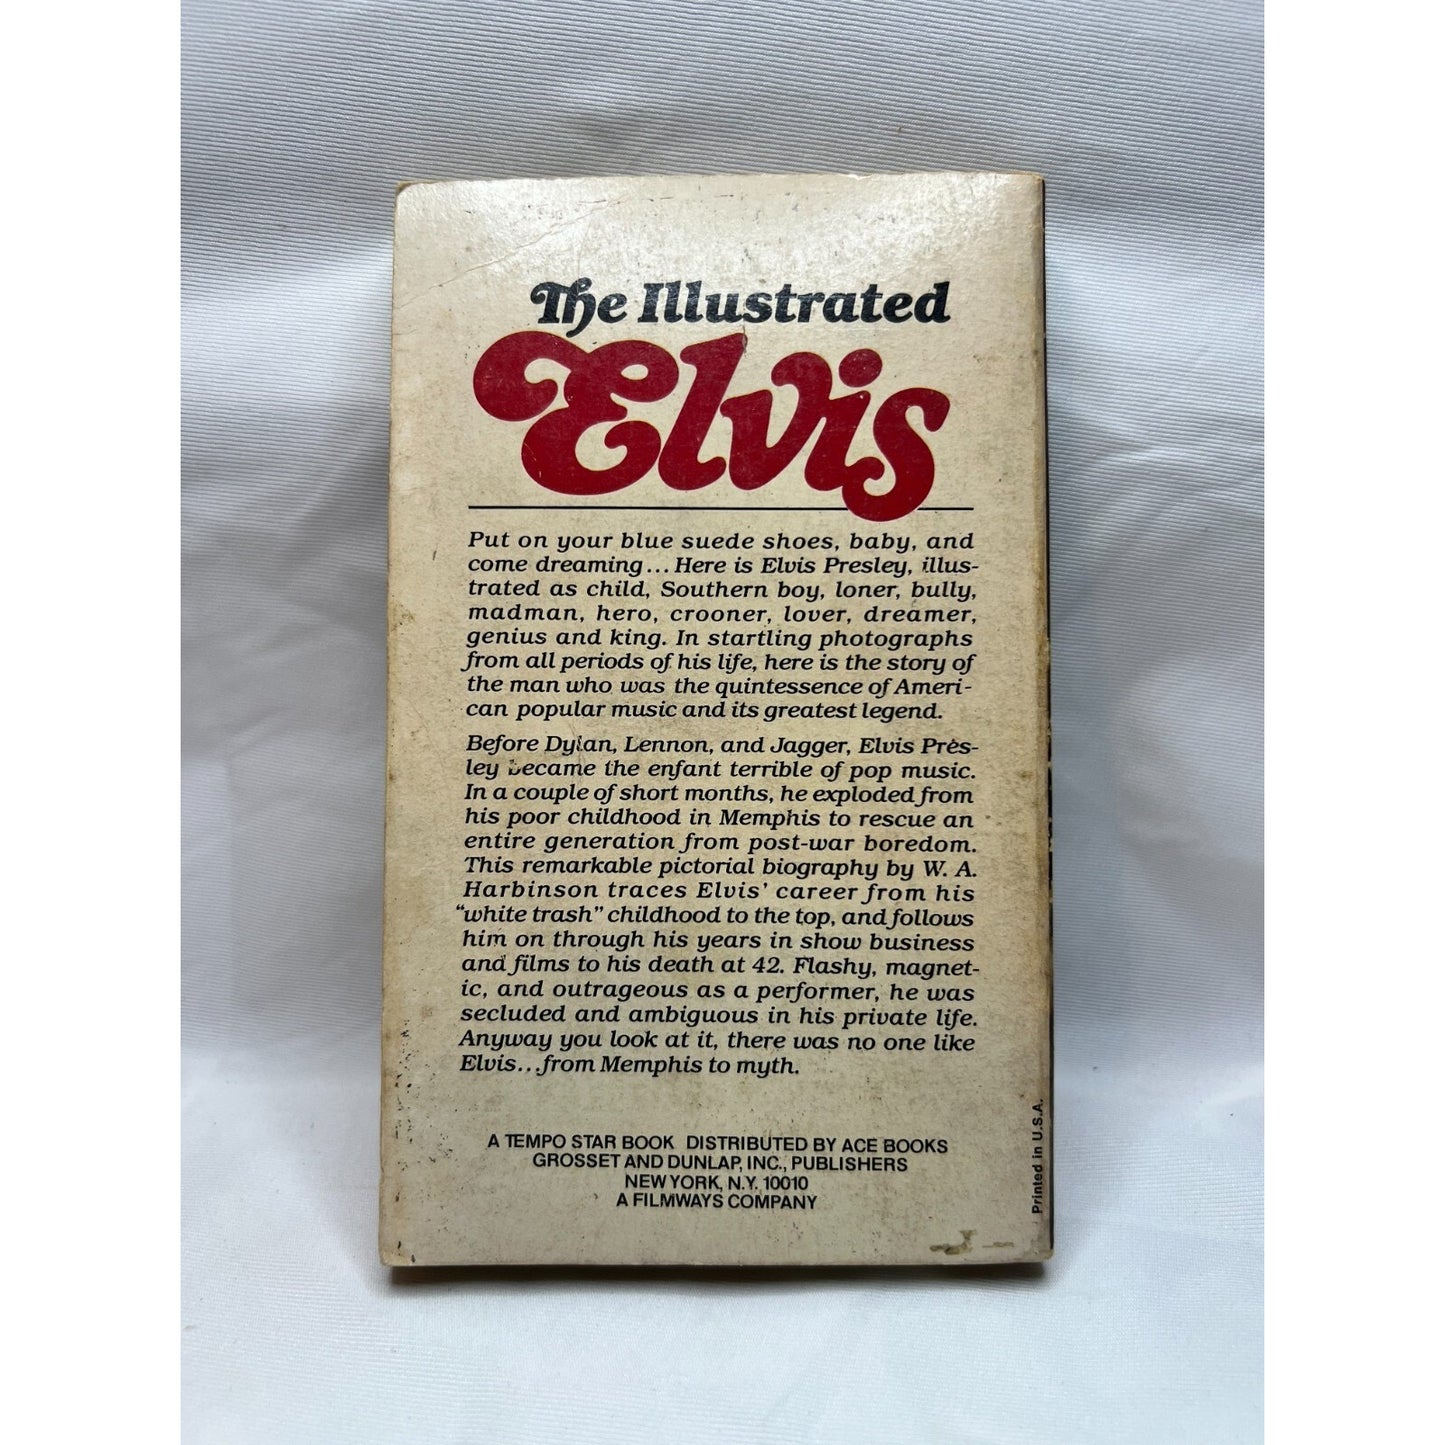 The Illustrated
Elvis
Put on your blue suede shoes, baby, and
come dreaming... Here is Elvis Presley, illus-
trated as child, Southern boy, loner, bully,
madman, hero, crooner, lover, dreamer,
genius and king. In startling photographs
from all periods of his life, here is the story of
the man who was the quintessence of Ameri-
can popular music and its greatest legend.
Before Dylan, Lennon, and Jagger, Elvis Pres-
ley became the enfant terrible of pop music.
In a couple of short months, he exploded from
his poor childhood in Memphis to rescue an
entire generation from post-war boredom.
This remarkable pictorial biography by W. A.
Harbinson traces Elvis' career from his
"white trash" childhood to the top, and follows
him on through his years in show business
and films to his death at 42. Flashy, magnet-
ic, and outrageous as a performer, he was
secluded and ambiguous in his private life.
Anyway you look at it, there was no one like
Elvis...from Memphis to myth.
A TEMPO STAR BOOK DISTRIBUTED BY ACE BOOKS
GROSSET AND DUNLAP, INC., PUBLISHERS
NEW YORK, N.Y. 10010
A FILMWAYS COMPANY
Printed in U.S.A.